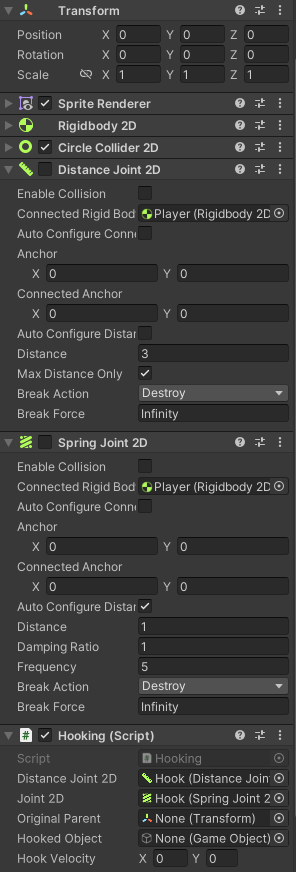 Transform
Position X 0 Y 0 Z 0
Rotation X 0 Y 0 Z 0
Scale X 1 Y 1 Z 1
Sprite Renderer
Rigidbody 2D
Circle Collider 2D
Distance Joint 2D
Enable Collision
Connected Rigid Bod Player (Rigidbody 2D
Auto Configure Conn
Anchor
X 0 Y 0
Connected Anchor
X 0 Y 0
Auto Configure Distar
Distance 3
Max Distance Only
Break Action Destroy
Break Force Infinity
Spring Joint 2D
Enable Collision
Connected Rigid Bod Player (Rigidbody 2D
Auto Configure Conn
Anchor
X 0 Y 0
Connected Anchor
X 0 Y 0
Auto Configure Distar
Distance 1
Damping Ratio 1
Frequency 5
Break Action Destroy
Break Force Infinity
# Hooking (Script)
Script # Hooking
Distance Joint 2D Hook (Distance Join
Joint 2D Hook (Spring Joint 2
Original Parent None (Transform)
Hooked Object None (Game Object)
Hook Velocity X 0 Y 0